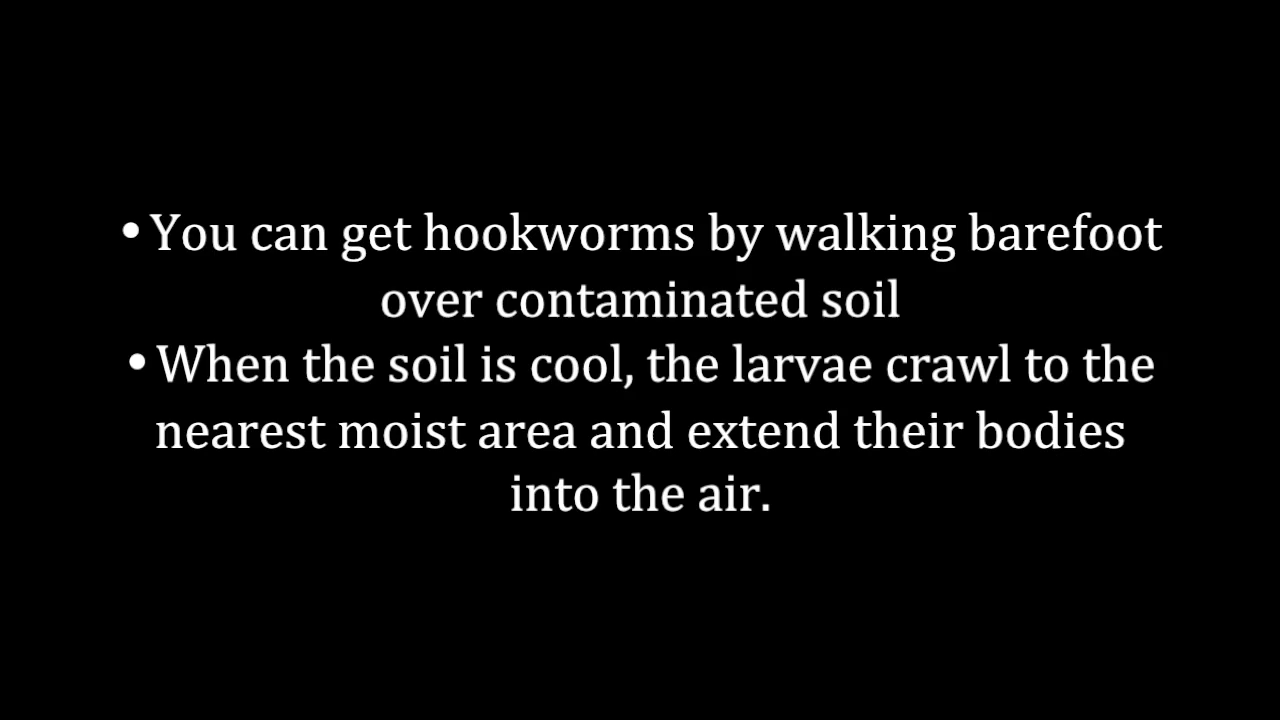 •You can get hookworms by walking barefoot
over contaminated soil
•When the soil is cool, the larvae crawl to the
nearest moist area and extend their bodies
into the air.